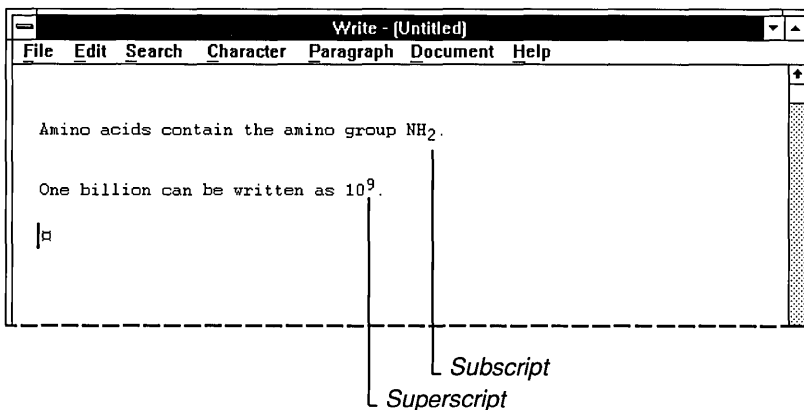 Write - (Untitled)
File Edit Search Character Paragraph Document Help
Amino acids contain the amino group NH₂.
One billion can be written as 10⁹.
¤
Subscript
Superscript